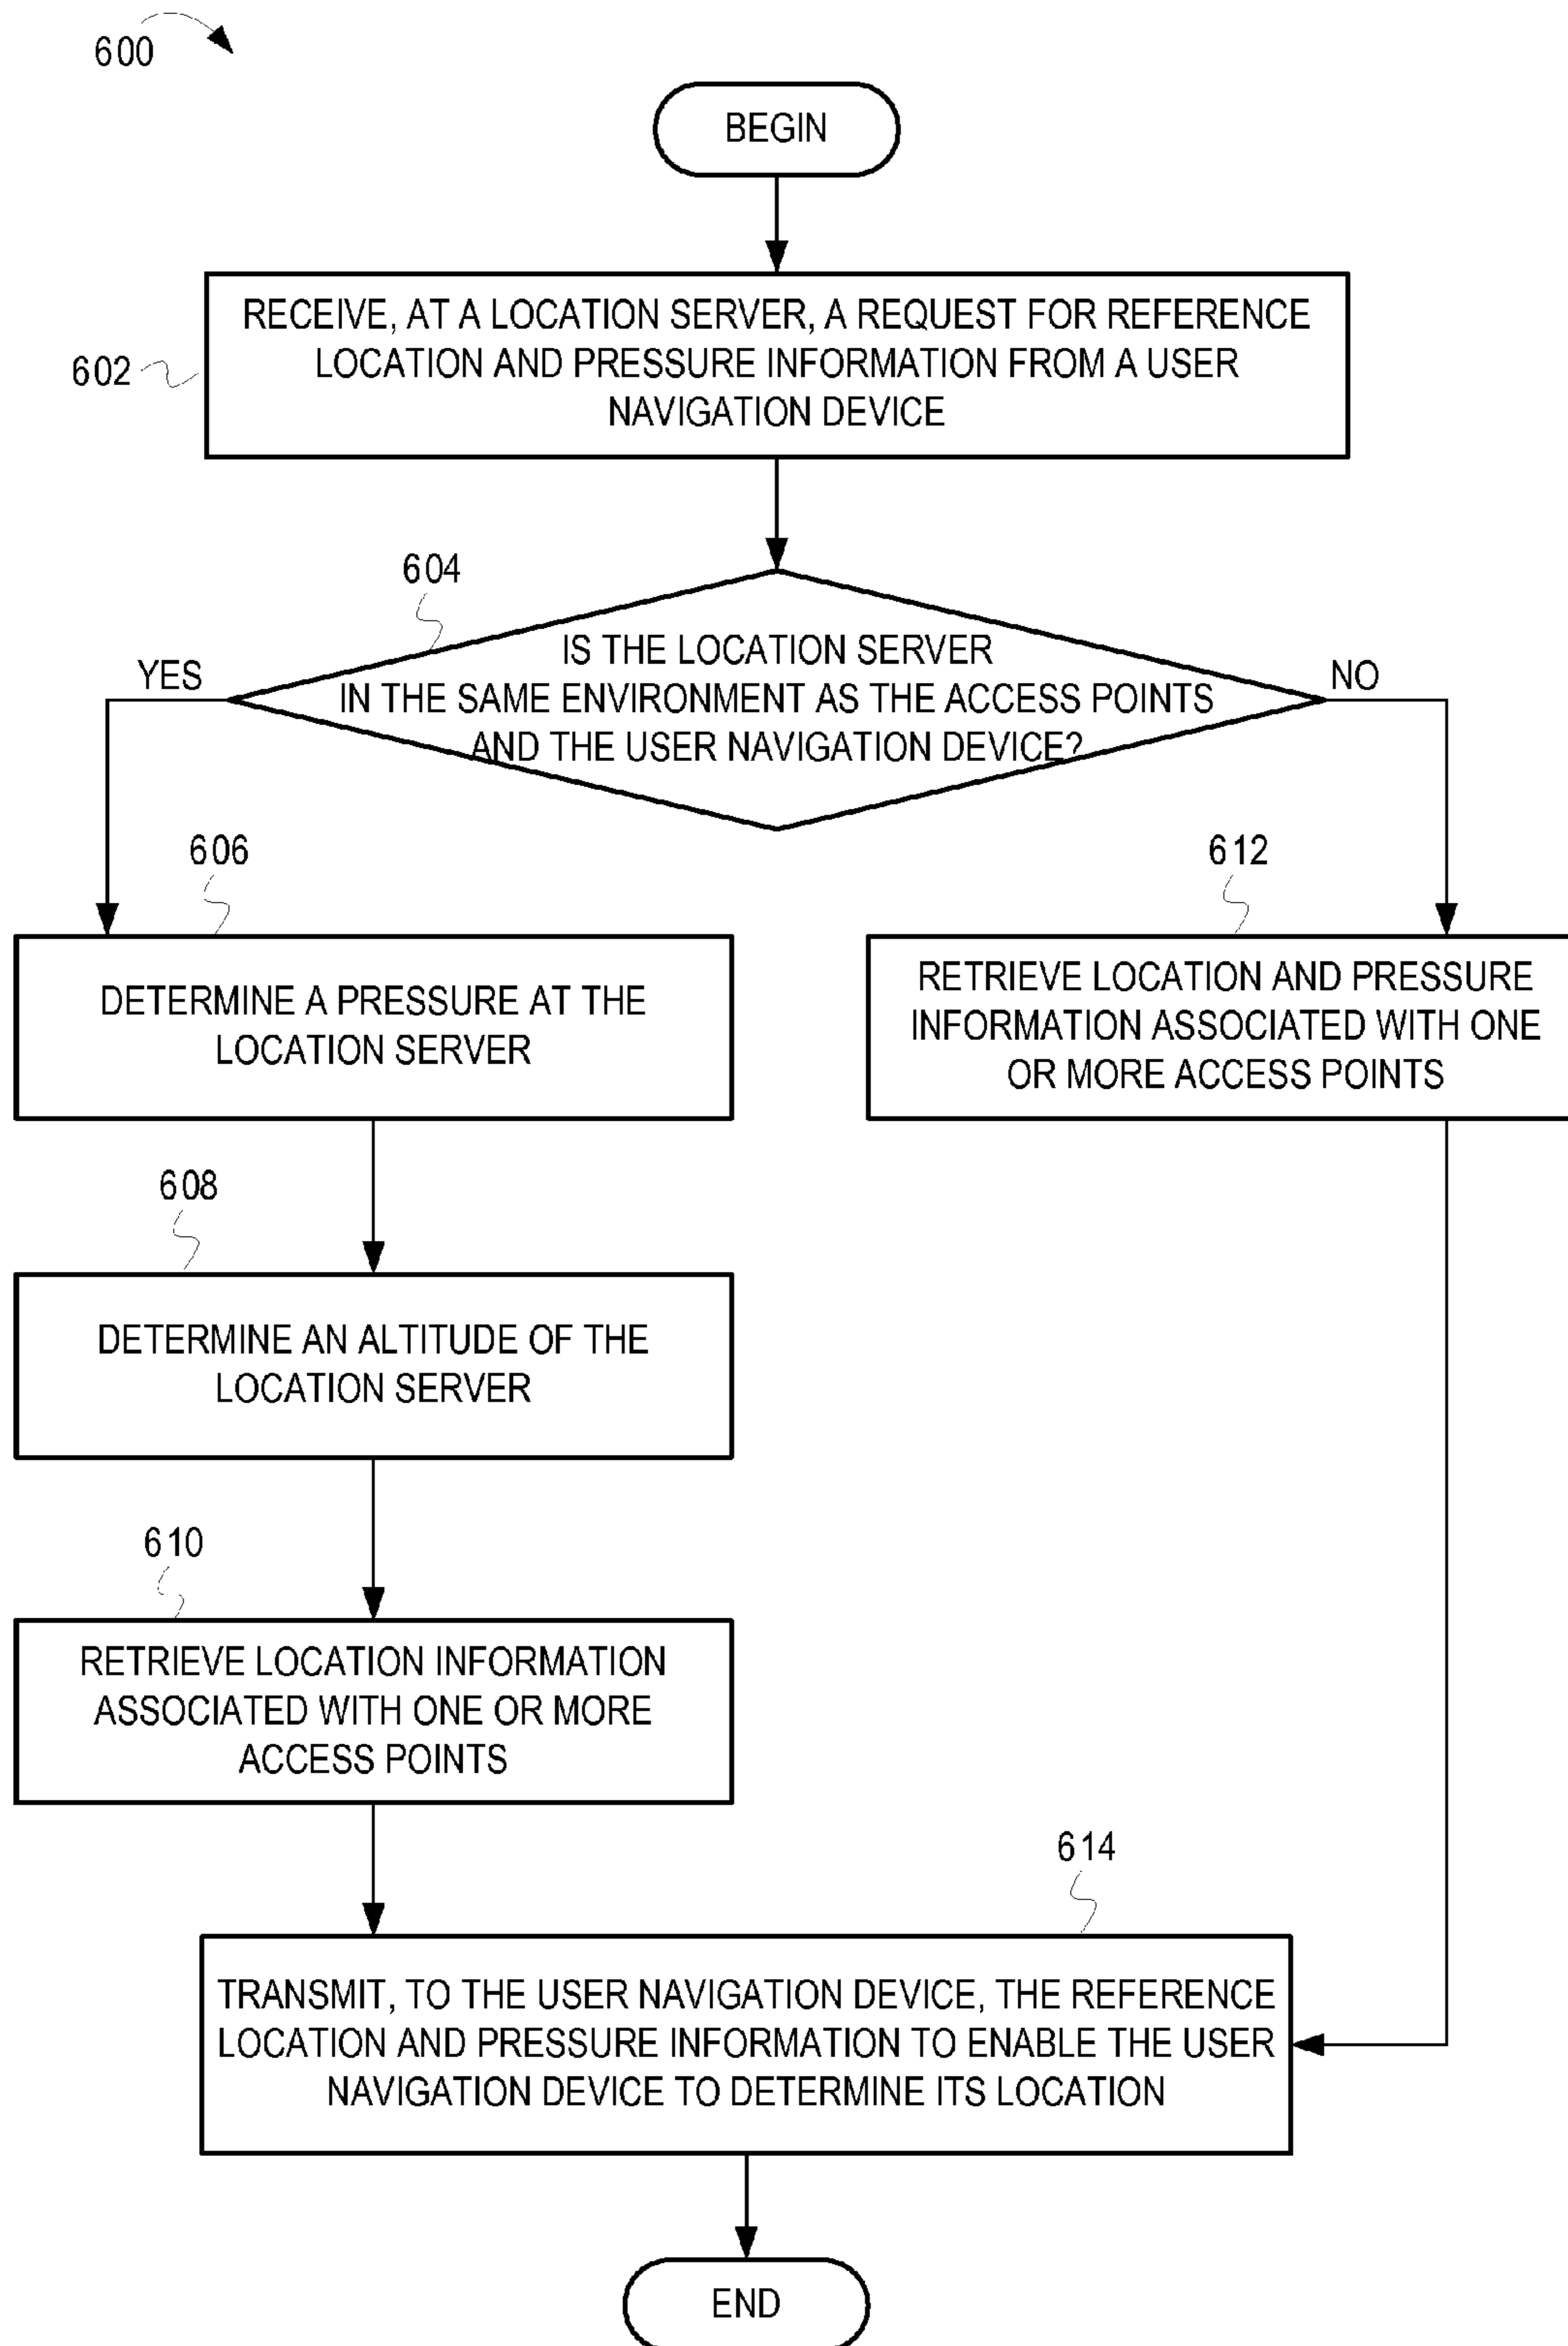 600
BEGIN
RECEIVE, AT A LOCATION SERVER, A REQUEST FOR REFERENCE
LOCATION AND PRESSURE INFORMATION FROM A USER
NAVIGATION DEVICE
602
604
IS THE LOCATION SERVER
IN THE SAME ENVIRONMENT AS THE ACCESS POINTS
AND THE USER NAVIGATION DEVICE?
YES
NO
606
DETERMINE A PRESSURE AT THE
LOCATION SERVER
612
RETRIEVE LOCATION AND PRESSURE
INFORMATION ASSOCIATED WITH ONE
OR MORE ACCESS POINTS
608
DETERMINE AN ALTITUDE OF THE
LOCATION SERVER
610
RETRIEVE LOCATION INFORMATION
ASSOCIATED WITH ONE OR MORE
ACCESS POINTS
614
TRANSMIT, TO THE USER NAVIGATION DEVICE, THE REFERENCE
LOCATION AND PRESSURE INFORMATION TO ENABLE THE USER
NAVIGATION DEVICE TO DETERMINE ITS LOCATION
END